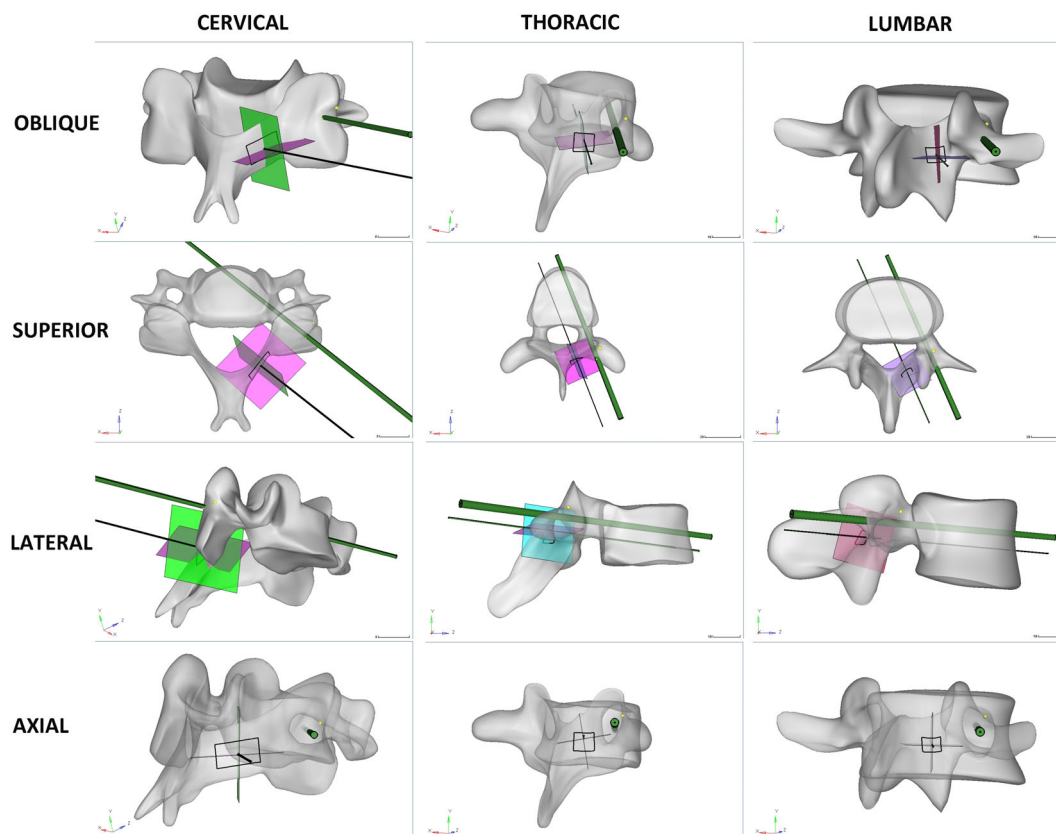 CERVICAL THORACIC LUMBAR
OBLIQUE
SUPERIOR
LATERAL
AXIAL